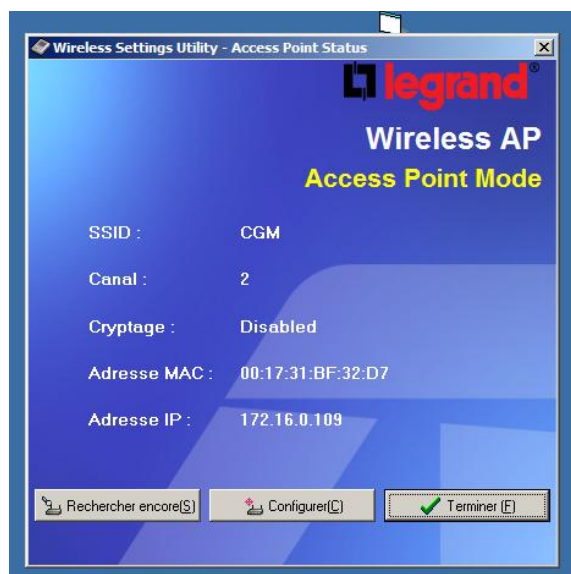 Wireless Settings Utility - Access Point Status
legrand®
Wireless AP
Access Point Mode
SSID : CGM
Canal : 2
Cryptage : Disabled
Adresse MAC : 00:17:31:BF:32:D7
Adresse IP : 172.16.0.109
Rechercher encore(S) Configurer(C) Terminer (F)